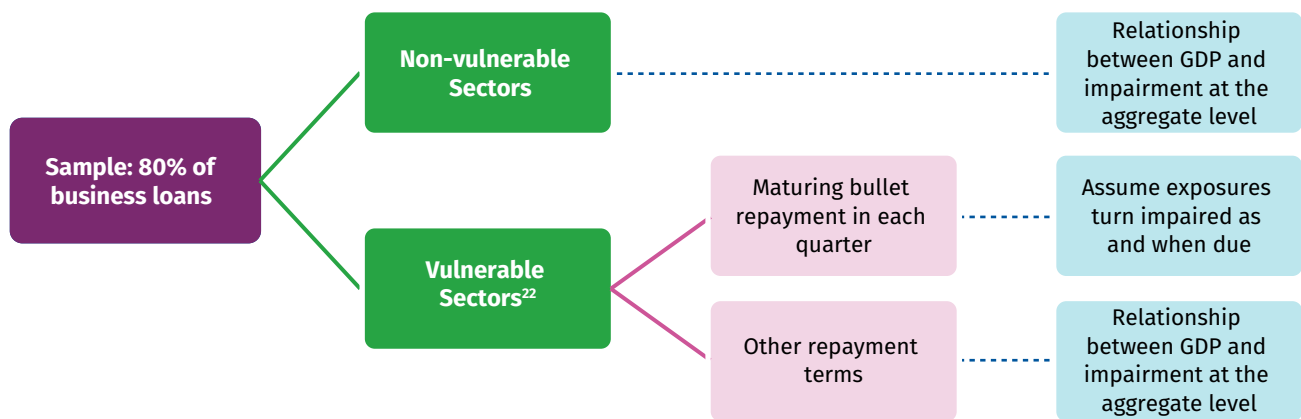 Non-vulnerable
Sectors
Relationship
between GDP and
impairment at the
aggregate level
Sample: 80% of
business loans
Vulnerable
Sectors22
Maturing bullet
repayment in each
quarter
Assume exposures
turn impaired as
and when due
Other repayment
terms
Relationship
between GDP and
impairment at the
aggregate level